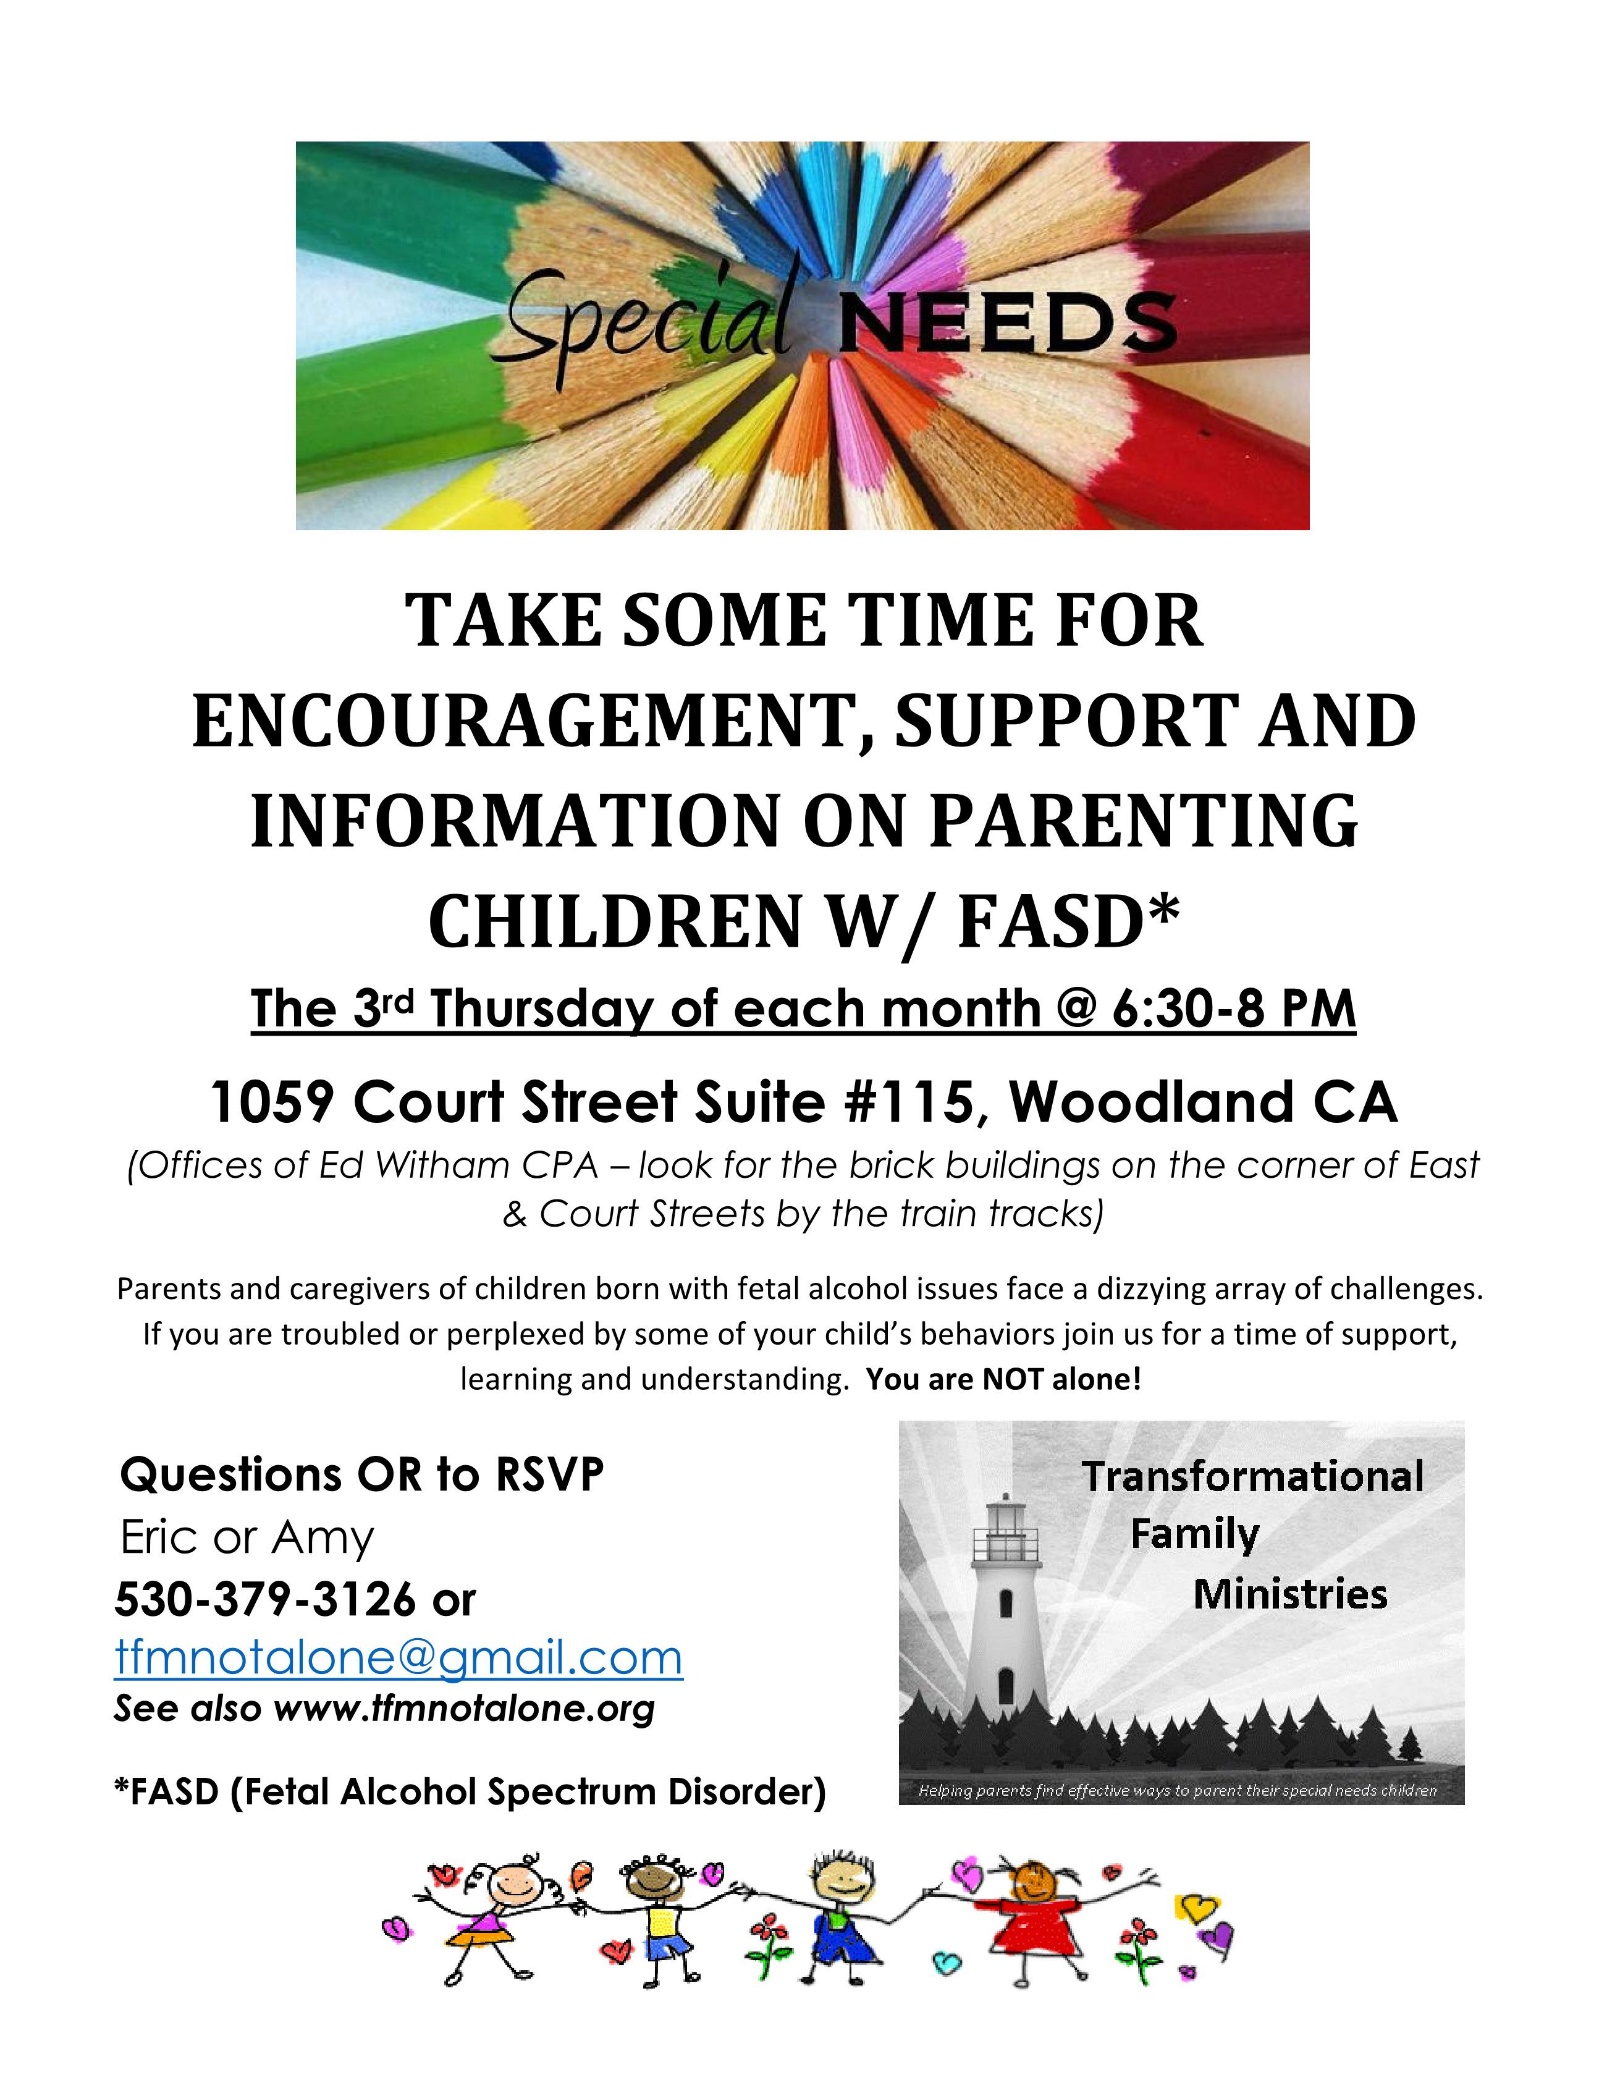 Special NEEDS
TAKE SOME TIME FOR
ENCOURAGEMENT, SUPPORT AND
INFORMATION ON PARENTING
CHILDREN W/ FASD*
The 3rd Thursday of each month @ 6:30-8 PM
1059 Court Street Suite #115, Woodland CA
(Offices of Ed Witham CPA – look for the brick buildings on the corner of East
& Court Streets by the train tracks)
Parents and caregivers of children born with fetal alcohol issues face a dizzying array of challenges.
If you are troubled or perplexed by some of your child’s behaviors join us for a time of support,
learning and understanding.  You are NOT alone!
Questions OR to RSVP
Eric or Amy
530-379-3126 or
tfmnotalone@gmail.com
See also www.tfmnotalone.org
*FASD (Fetal Alcohol Spectrum Disorder)
Transformational
Family
Ministries
Helping parents find effective ways to parent their special needs children